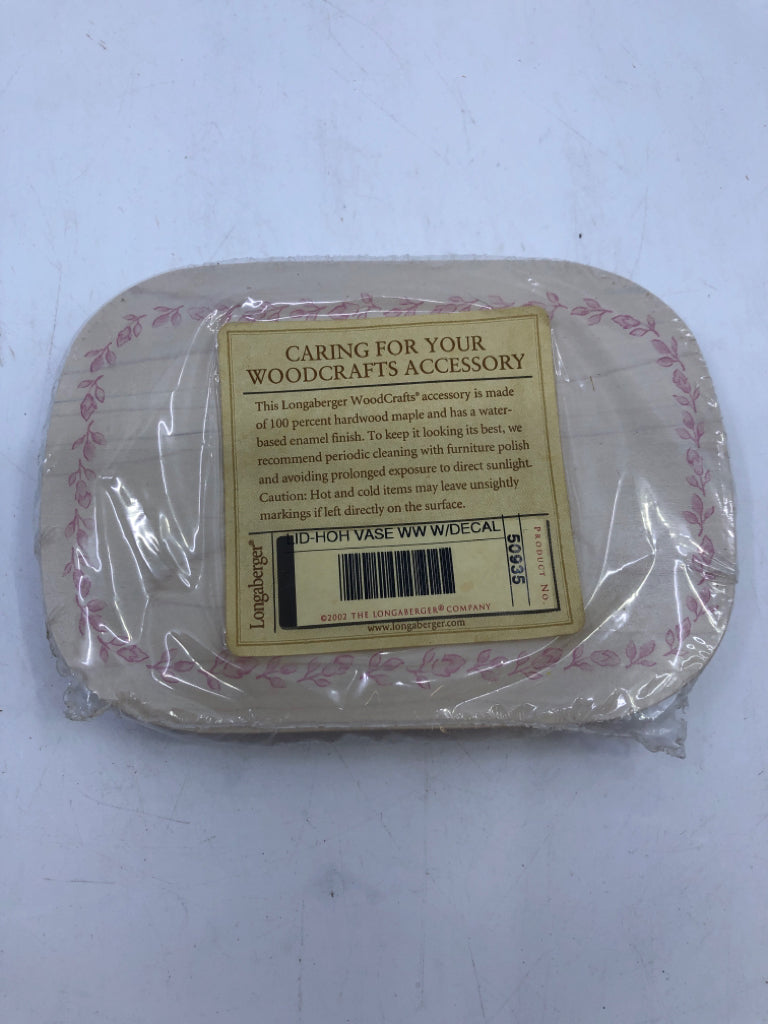 CARING FOR YOUR
WOODCRAFTS ACCESSORY
This Longaberger WoodCrafts® accessory is made
of 100 percent hardwood maple and has a water-
based enamel finish. To keep it looking its best, we
recommend periodic cleaning with furniture polish
and avoiding prolonged exposure to direct sunlight.
Caution: Hot and cold items may leave unsightly
markings if left directly on the surface.
Longaberger®
LID-HOH VASE WW W/DECAL
50935
PRODUCT NO.
©2002 THE LONGABERGER® COMPANY
www.longaberger.com